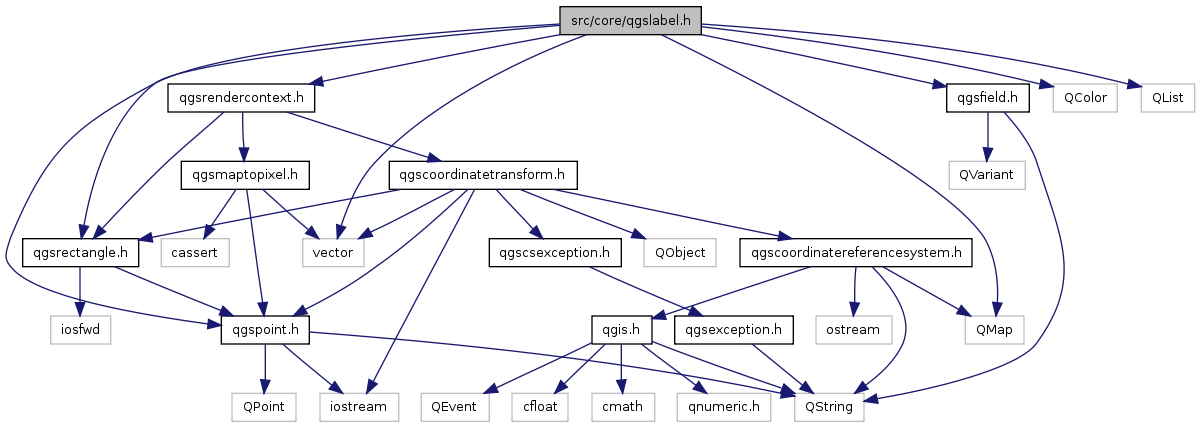 src/core/qgslabel.h
qgsrendercontext.h
qgsfield.h
QColor
QList
qgsmaptopixel.h
qgscoordinatetransform.h
QVariant
qgsrectangle.h
cassert
vector
qgscsexception.h
QObject
qgscoordinatereferencesystem.h
iosfwd
qgspoint.h
qgis.h
qgsexception.h
ostream
QMap
QPoint
iostream
QEvent
cfloat
cmath
qnumeric.h
QString